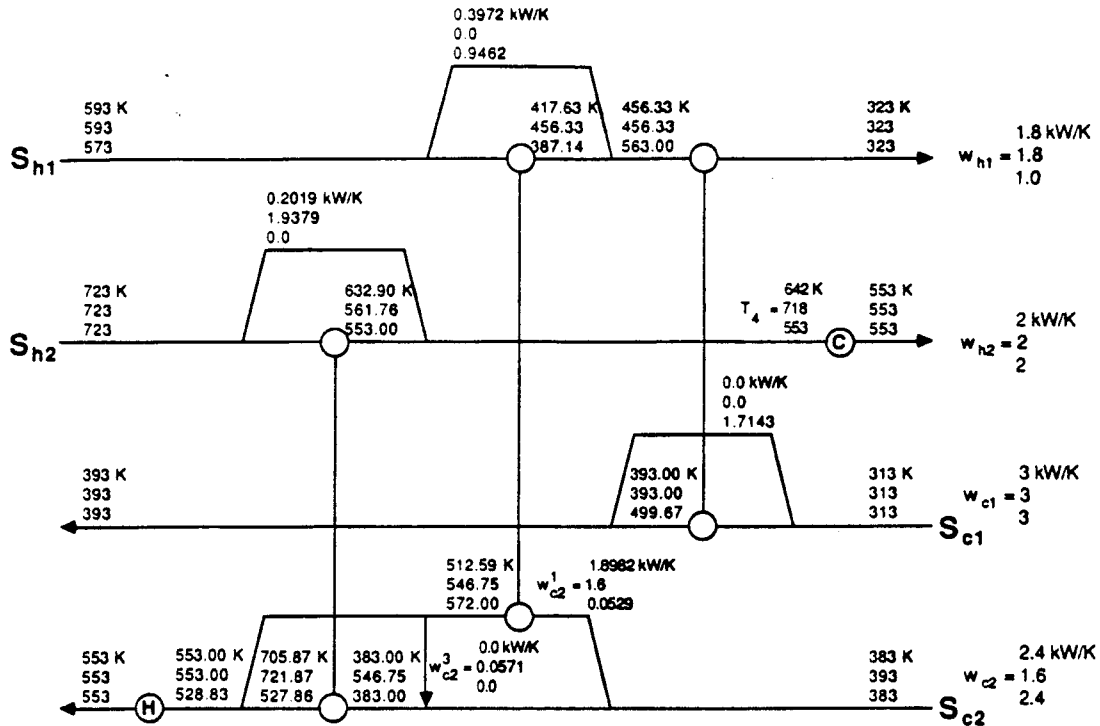 0.3972 kW/K
0.0
0.9462
593 K
593
573
417.63 K
456.33
387.14
456.33 K
456.33
563.00
323 K
323
323
S_h1
w_h1 = 1.8 kW/K
1.8
1.0
0.2019 kW/K
1.9379
0.0
723 K
723
723
632.90 K
561.76
553.00
T_4 = 642 K
718
553
553 K
553
553
S_h2
C
w_h2 = 2 kW/K
2
2
0.0 kW/K
0.0
1.7143
393 K
393
393
393.00 K
393.00
499.67
313 K
313
313
w_c1 = 3 kW/K
3
3
S_c1
512.59 K
546.75
572.00
w_c2^1 = 1.8982 kW/K
1.6
0.0529
553 K
553
553
553.00 K
553.00
528.83
705.87 K
721.87
527.86
383.00 K
546.75
383.00
w_c2^3 = 0.0 kW/K
0.0571
0.0
383 K
393
383
w_c2 = 2.4 kW/K
1.6
2.4
H
S_c2